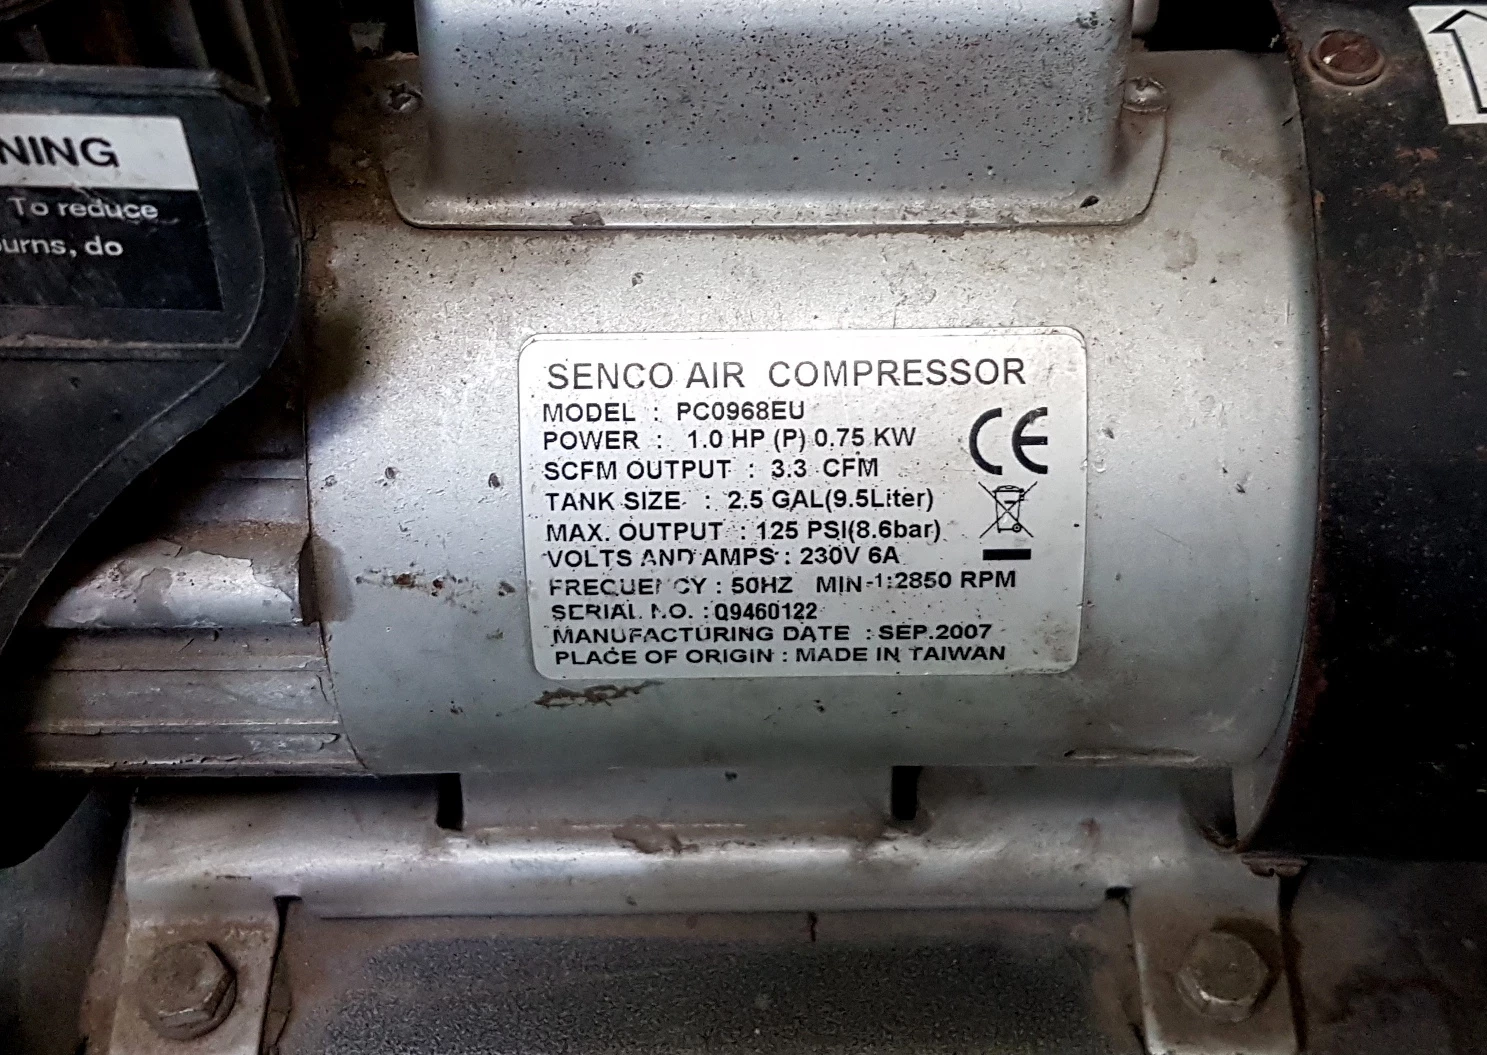 NING
To reduce
urns, do
SENCO AIR COMPRESSOR
MODEL : PC0968EU
POWER : 1.0 HP (P) 0.75 KW
SCFM OUTPUT : 3.3 CFM
TANK SIZE : 2.5 GAL(9.5Liter)
MAX. OUTPUT : 125 PSI(8.6bar)
VOLTS AND AMPS : 230V 6A
FREQUENCY : 50HZ MIN-1:2850 RPM
SERIAL NO. : Q9460122
MANUFACTURING DATE : SEP.2007
PLACE OF ORIGIN : MADE IN TAIWAN
CE